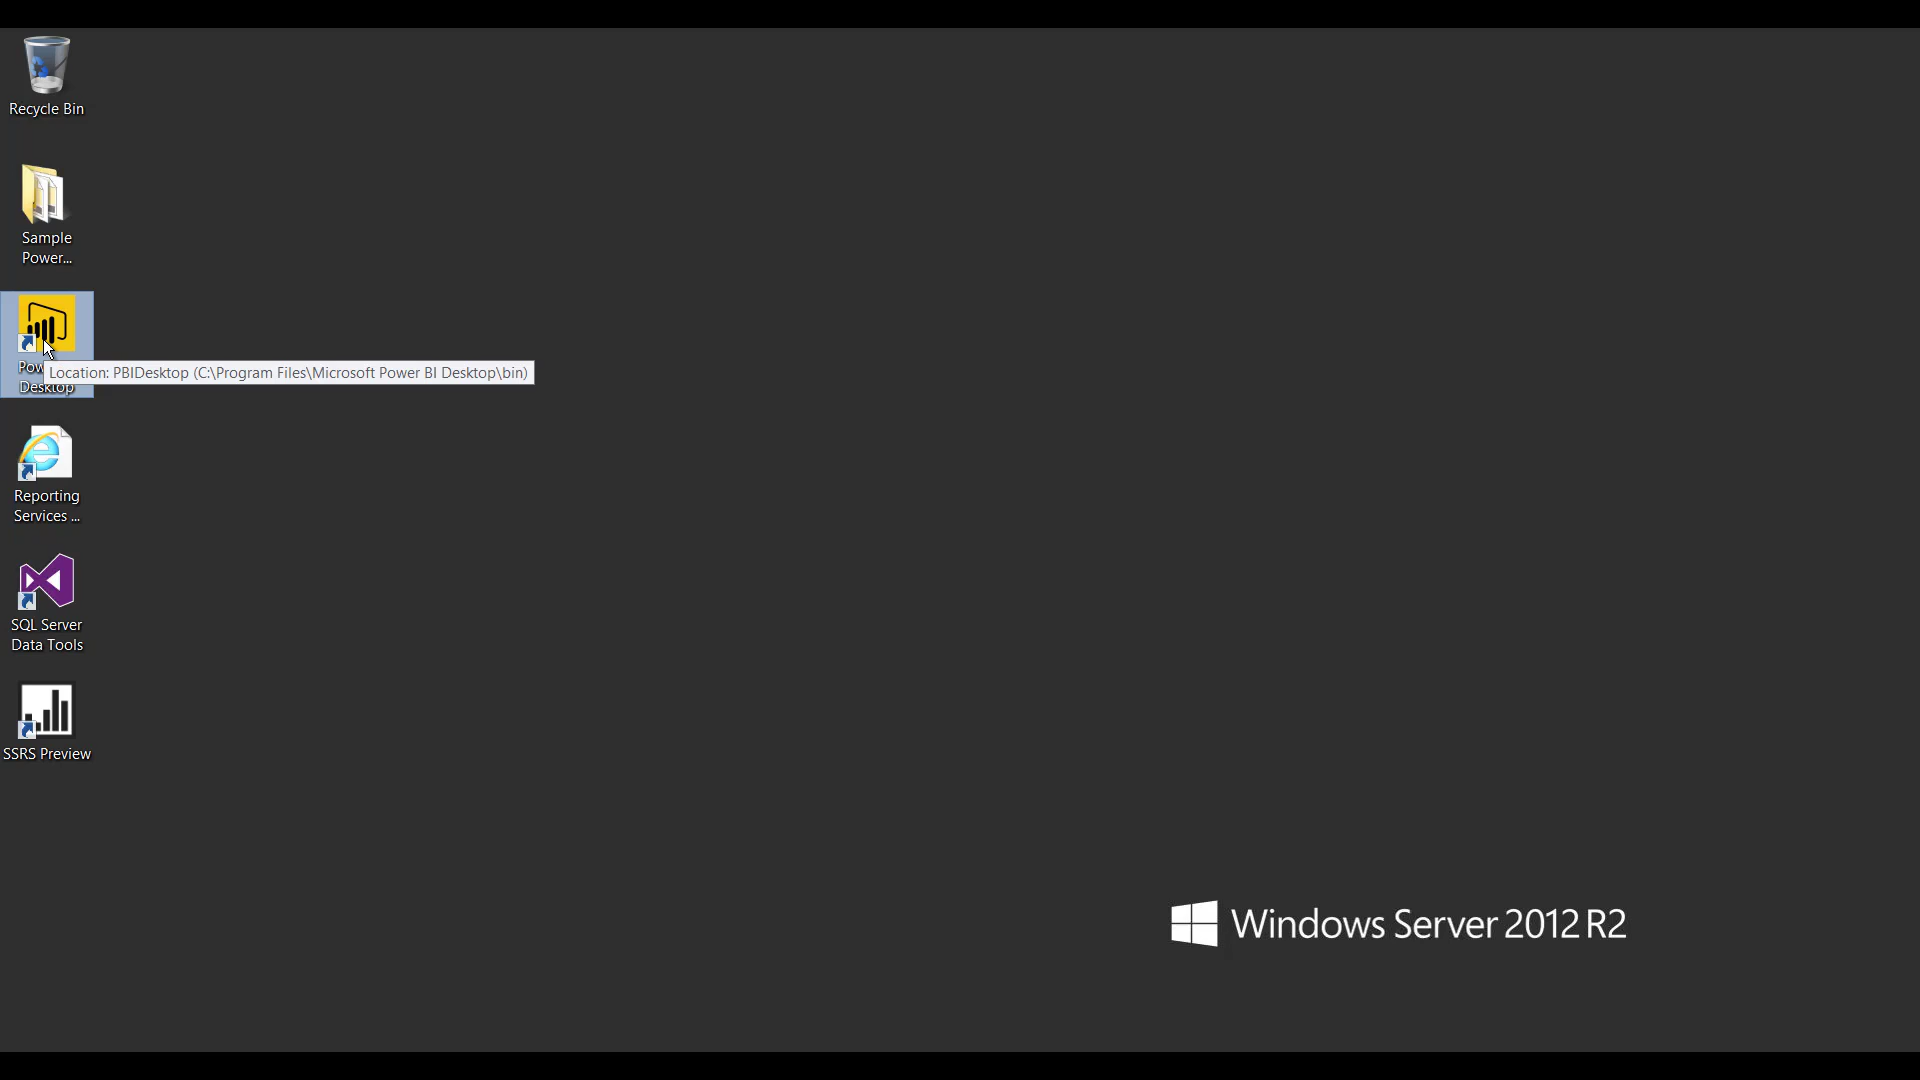 Recycle Bin
Sample
Power...
Location: PBIDesktop (C:\Program Files\Microsoft Power BI Desktop\bin)
Desktop
Reporting
Services ...
SQL Server
Data Tools
SSRS Preview
Windows Server 2012 R2